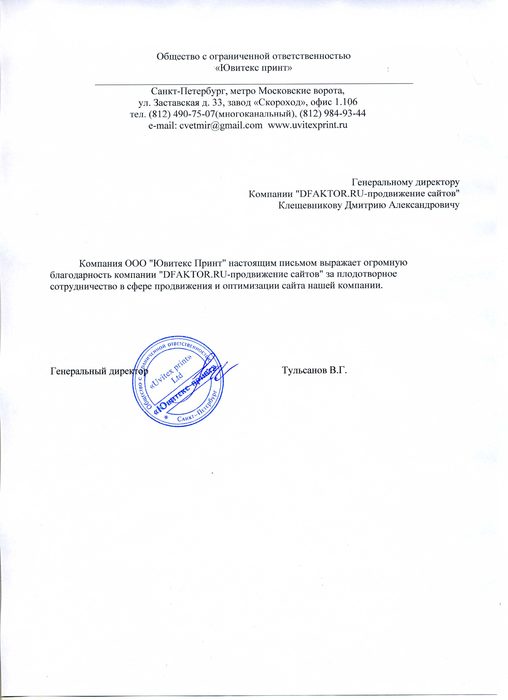 Общество с ограниченной ответственностью
«Ювитекс принт»
Санкт-Петербург, метро Московские ворота,
ул. Заставская д. 33, завод «Скороход», офис 1.106
тел. (812) 490-75-07(многоканальный), (812) 984-93-44
e-mail: cvetmir@gmail.com www.uvitexprint.ru
Генеральному директору
Компании "DFAKTOR.RU-продвижение сайтов"
Клещевникову Дмитрию Александровичу
Компания ООО "Ювитекс Принт" настоящим письмом выражает огромную
благодарность компании "DFAKTOR.RU-продвижение сайтов" за плодотворное
сотрудничество в сфере продвижения и оптимизации сайта нашей компании.
Генеральный директор
Тульсанов В.Г.
Общество с ограниченной ответственностью
«Uvitex print»
Ltd
«Ювитекс принт»
Санкт-Петербург